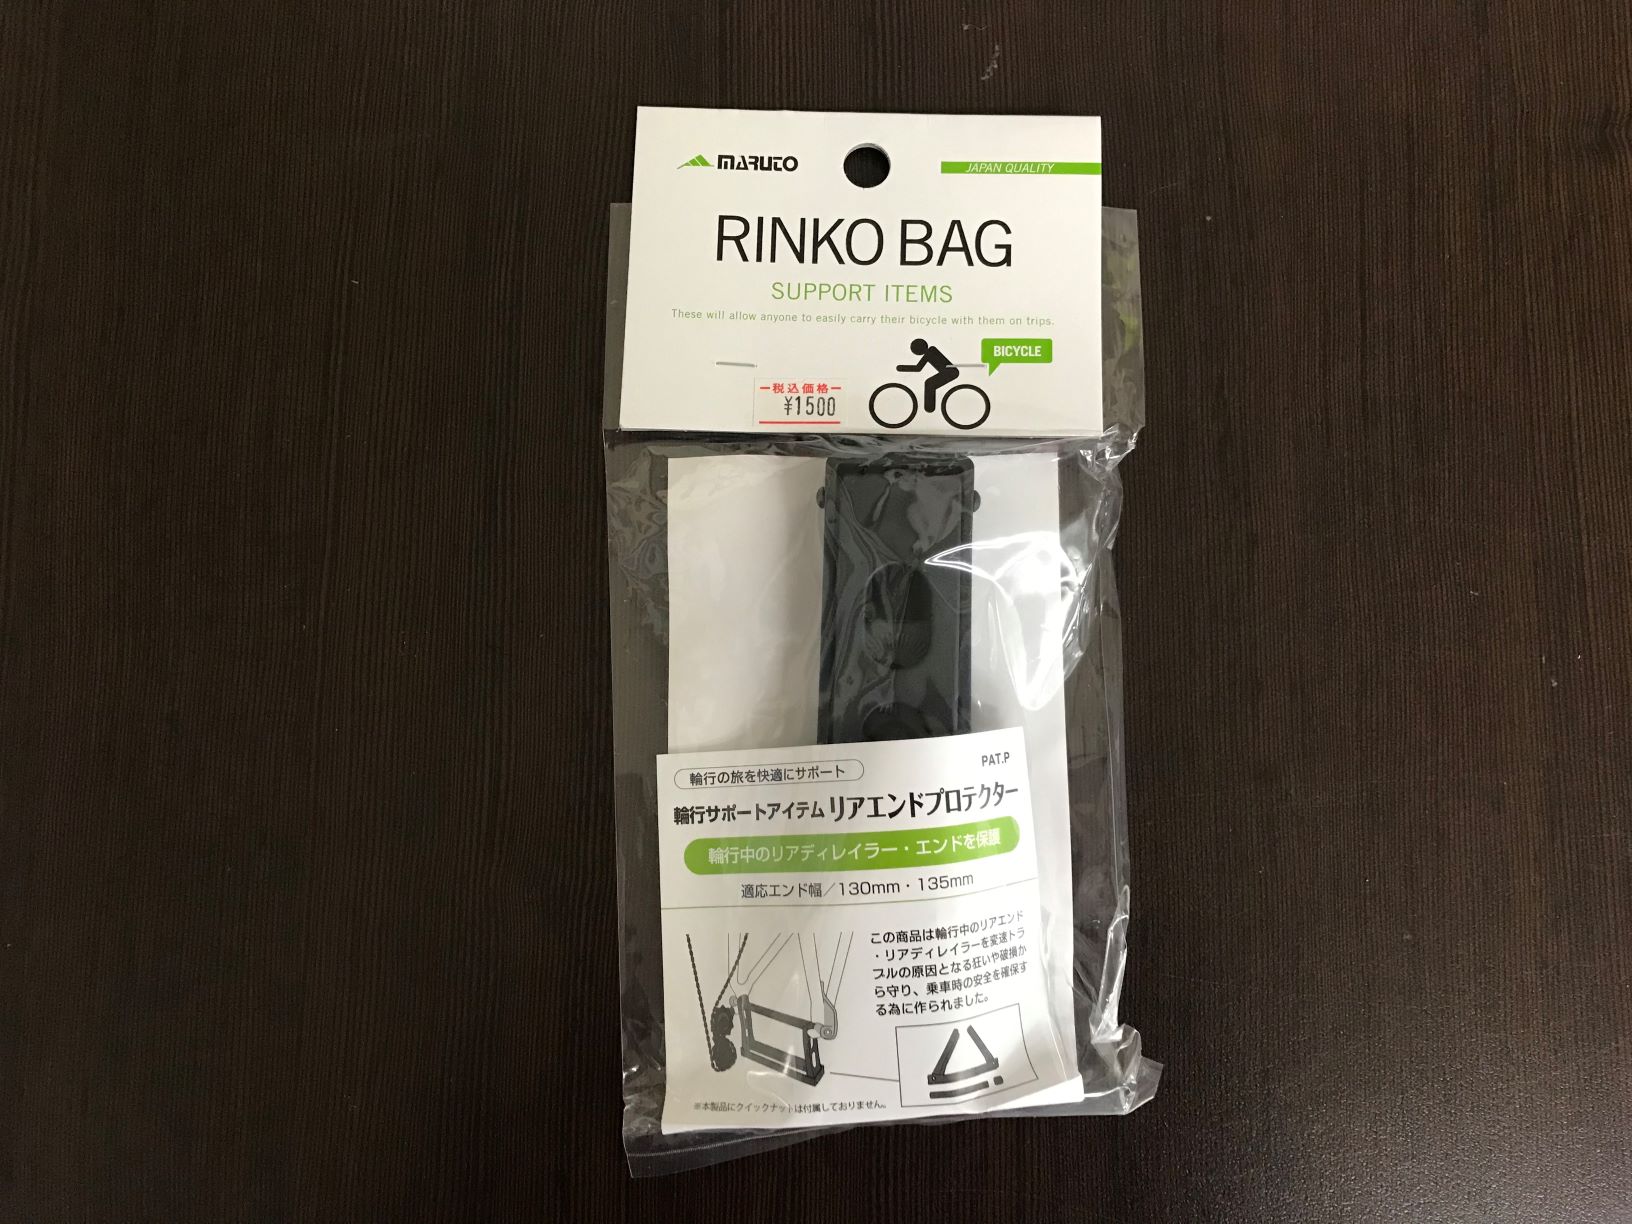 MARUTO
JAPAN QUALITY
RINKO BAG
SUPPORT ITEMS
These will allow anyone to easily carry their bicycle with them on trips.
BICYCLE
税込価格
¥1500
PAT.P
輪行の旅を快適にサポート
輪行サポートアイテム リアエンドプロテクター
輪行中のリアディレイラー・エンドを保護
適応エンド幅/130mm・135mm
この商品は輪行中のリアエンド
・リアディレイラーを変速トラ
ブルの原因となる狂いや破損か
ら守り、乗車時の安全を確保す
る為に作られました。
※本製品にクイックナットは付属しておりません。